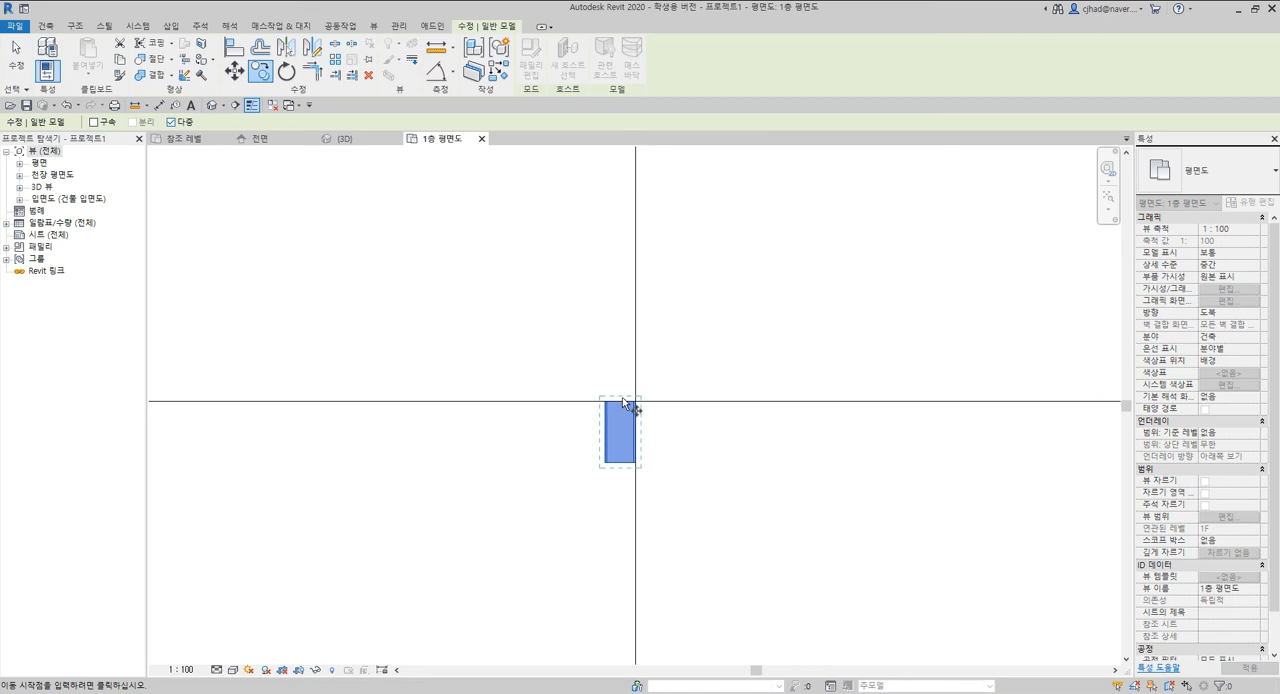 Autodesk Revit 2020 - 학생용 버전 - 프로젝트1 - 평면도: 1층 평면도
cjhad@naver....
파일 건축 구조 스틸 시스템 삽입 주석 해석 매스작업 & 대지 공동작업 뷰 관리 애드인 수정 | 일반 모델
수정 붙여넣기 코핑 절단 결합 패밀리 편집 새 호스트 선택 관련 호스트 매스 바닥
선택 특성 클립보드 형상 수정 뷰 측정 작성 모드 호스트 모델
수정 | 일반 모델 구속 분리 다중
프로젝트 탐색기 - 프로젝트1
참조 레벨 전면 {3D} 1층 평면도
특성
뷰 (전체)
평면
천장 평면도
3D 뷰
입면도 (건물 입면도)
범례
일람표/수량 (전체)
시트 (전체)
패밀리
그룹
Revit 링크
2D
평면도
평면도: 1층 평면도 유형 편집
그래픽
뷰 축척 1 : 100
축척 값 1: 100
모델 표시 보통
상세 수준 중간
부품 가시성 원본 표시
가시성/그래... 편집...
그래픽 화면... 편집...
방향 도북
벽 결합 화면... 모든 벽 결합 ...
분야 건축
은선 표시 분야별
색상표 위치 배경
색상표 <없음>
시스템 색상표 편집...
기본 해석 화... 없음
태양 경로
언더레이
범위: 기준 레벨 없음
범위: 상단 레벨 무한
언더레이 방향 아래쪽 보기
범위
뷰 자르기
자르기 영역 ...
주석 자르기
뷰 범위 편집...
연관된 레벨 1F
스코프 박스 없음
깊게 자르기 자르기 없음
ID 데이터
뷰 템플릿 <없음>
뷰 이름 1층 평면도
의존성 독립적
시트의 제목
참조 시트
참조 상세
공정
공정 필터 모두 표시
특성 도움말 적용
1 : 100
이동 시작점을 입력하려면 클릭하십시오.
:0 주모델 :0